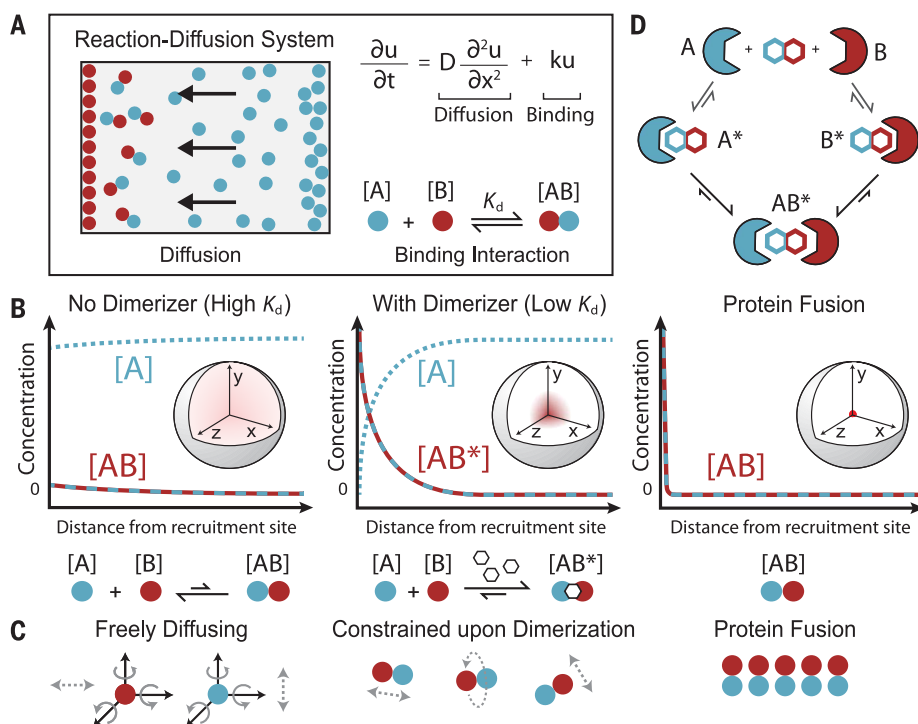 A
Reaction-Diffusion System
∂u/∂t = D ∂²u/∂x² + ku
Diffusion Binding
[A] [B] [AB]
+ Kd
Diffusion
Binding Interaction
D
A + + B
A* B*
AB*
B
No Dimerizer (High Kd)
Concentration
[A]
[AB]
y
z x
0
Distance from recruitment site
[A] [B] [AB]
+
With Dimerizer (Low Kd)
Concentration
[A]
[AB*]
y
z x
0
Distance from recruitment site
[A] [B] [AB*]
+
Protein Fusion
Concentration
[AB]
y
z x
0
Distance from recruitment site
[AB]
C
Freely Diffusing
Constrained upon Dimerization
Protein Fusion